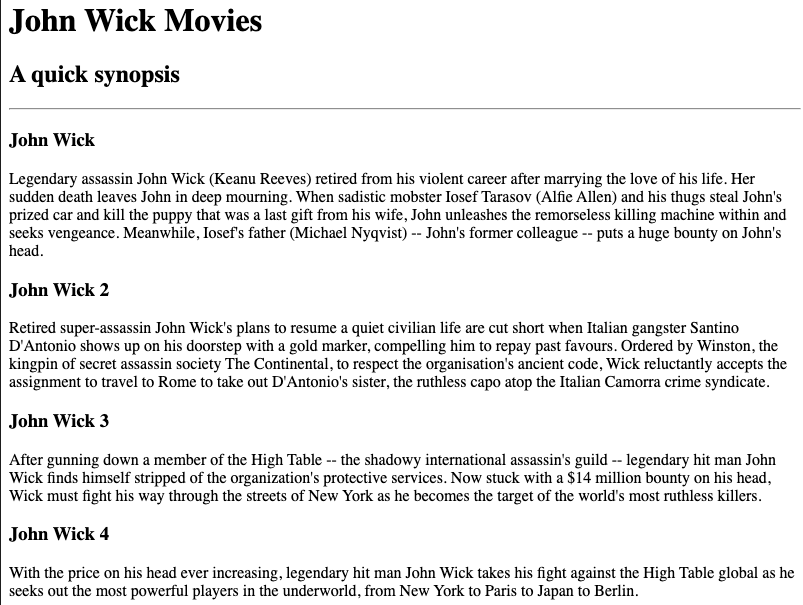 John Wick Movies
A quick synopsis
John Wick
Legendary assassin John Wick (Keanu Reeves) retired from his violent career after marrying the love of his life. Her
sudden death leaves John in deep mourning. When sadistic mobster Iosef Tarasov (Alfie Allen) and his thugs steal John's
prized car and kill the puppy that was a last gift from his wife, John unleashes the remorseless killing machine within and
seeks vengeance. Meanwhile, Iosef's father (Michael Nyqvist) -- John's former colleague -- puts a huge bounty on John's
head.
John Wick 2
Retired super-assassin John Wick's plans to resume a quiet civilian life are cut short when Italian gangster Santino
D'Antonio shows up on his doorstep with a gold marker, compelling him to repay past favours. Ordered by Winston, the
kingpin of secret assassin society The Continental, to respect the organisation's ancient code, Wick reluctantly accepts the
assignment to travel to Rome to take out D'Antonio's sister, the ruthless capo atop the Italian Camorra crime syndicate.
John Wick 3
After gunning down a member of the High Table -- the shadowy international assassin's guild -- legendary hit man John
Wick finds himself stripped of the organization's protective services. Now stuck with a $14 million bounty on his head,
Wick must fight his way through the streets of New York as he becomes the target of the world's most ruthless killers.
John Wick 4
With the price on his head ever increasing, legendary hit man John Wick takes his fight against the High Table global as he
seeks out the most powerful players in the underworld, from New York to Paris to Japan to Berlin.